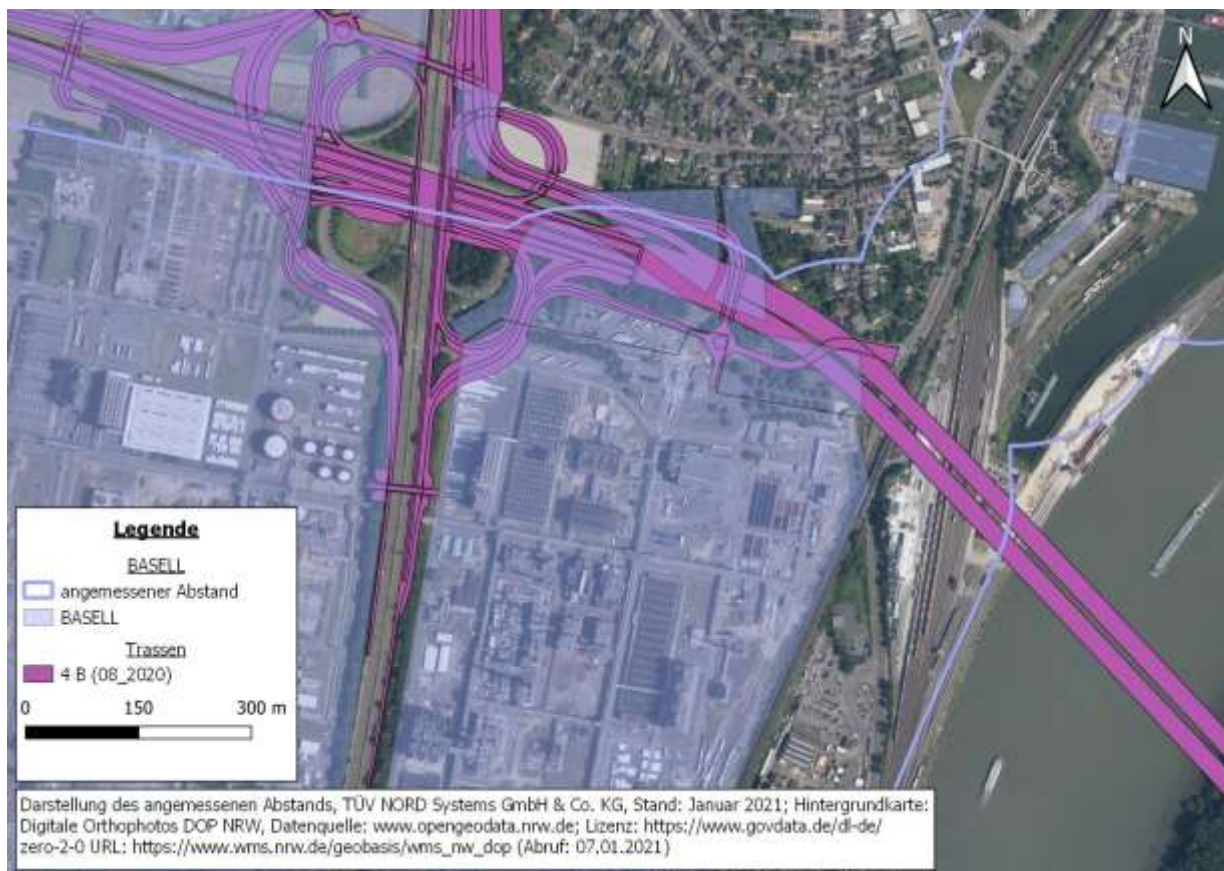 N
Legende
BASELL
angemessener Abstand
BASELL
Trassen
4 B (08_2020)
0 150 300 m
Darstellung des angemessenen Abstands, TÜV NORD Systems GmbH & Co. KG, Stand: Januar 2021; Hintergrundkarte:
Digitale Orthophotos DOP NRW, Datenquelle: www.opengeodata.nrw.de; Lizenz: https://www.govdata.de/dl-de/
zero-2-0 URL: https://www.wms.nrw.de/geobasis/wms_nw_dop (Abruf: 07.01.2021)